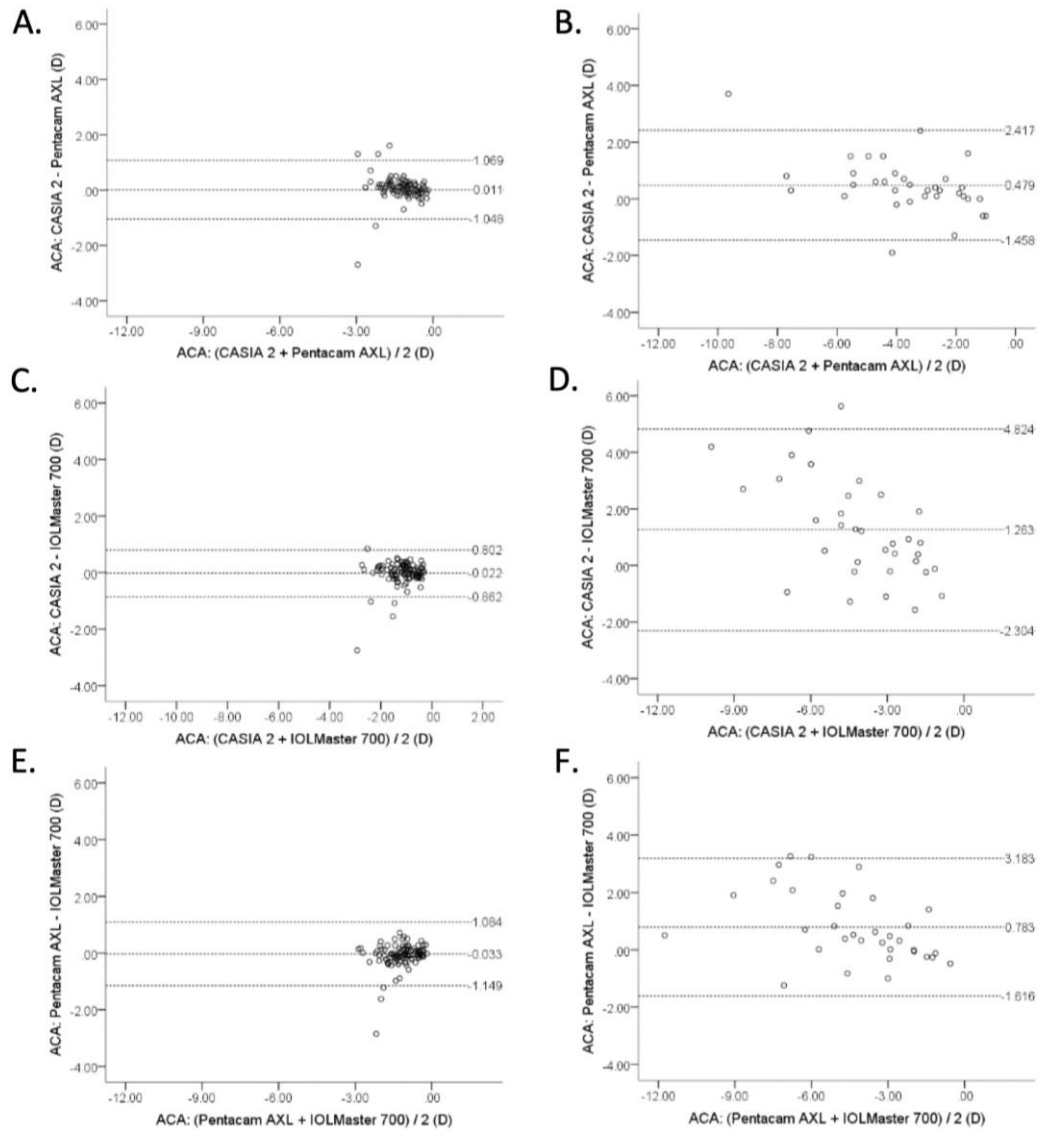 A.
ACA: CASIA 2 - Pentacam AXL (D)
6.00
4.00
2.00
.00
-2.00
-4.00
1.069
0.011
-1.048
-12.00 -9.00 -6.00 -3.00 .00
ACA: (CASIA 2 + Pentacam AXL) / 2 (D)
B.
ACA: CASIA 2 - Pentacam AXL (D)
6.00
4.00
2.00
.00
-2.00
-4.00
2.417
0.479
-1.458
-12.00 -10.00 -8.00 -6.00 -4.00 -2.00 .00
ACA: (CASIA 2 + Pentacam AXL) / 2 (D)
C.
ACA: CASIA 2 - IOLMaster 700 (D)
6.00
4.00
2.00
.00
-2.00
-4.00
0.802
-0.022
-0.862
-12.00 -10.00 -8.00 -6.00 -4.00 -2.00 .00 2.00
ACA: (CASIA 2 + IOLMaster 700) / 2 (D)
D.
ACA: CASIA 2 - IOLMaster 700 (D)
6.00
4.00
2.00
.00
-2.00
-4.00
4.824
1.263
-2.304
-12.00 -9.00 -6.00 -3.00 .00
ACA: (CASIA 2 + IOLMaster 700) / 2 (D)
E.
ACA: Pentacam AXL - IOLMaster 700 (D)
6.00
4.00
2.00
.00
-2.00
-4.00
1.084
-0.033
-1.149
-12.00 -9.00 -6.00 -3.00 .00
ACA: (Pentacam AXL + IOLMaster 700) / 2 (D)
F.
ACA: Pentacam AXL - IOLMaster 700 (D)
6.00
4.00
2.00
.00
-2.00
-4.00
3.183
0.783
-1.616
-12.00 -9.00 -6.00 -3.00 .00
ACA: (Pentacam AXL + IOLMaster 700) / 2 (D)